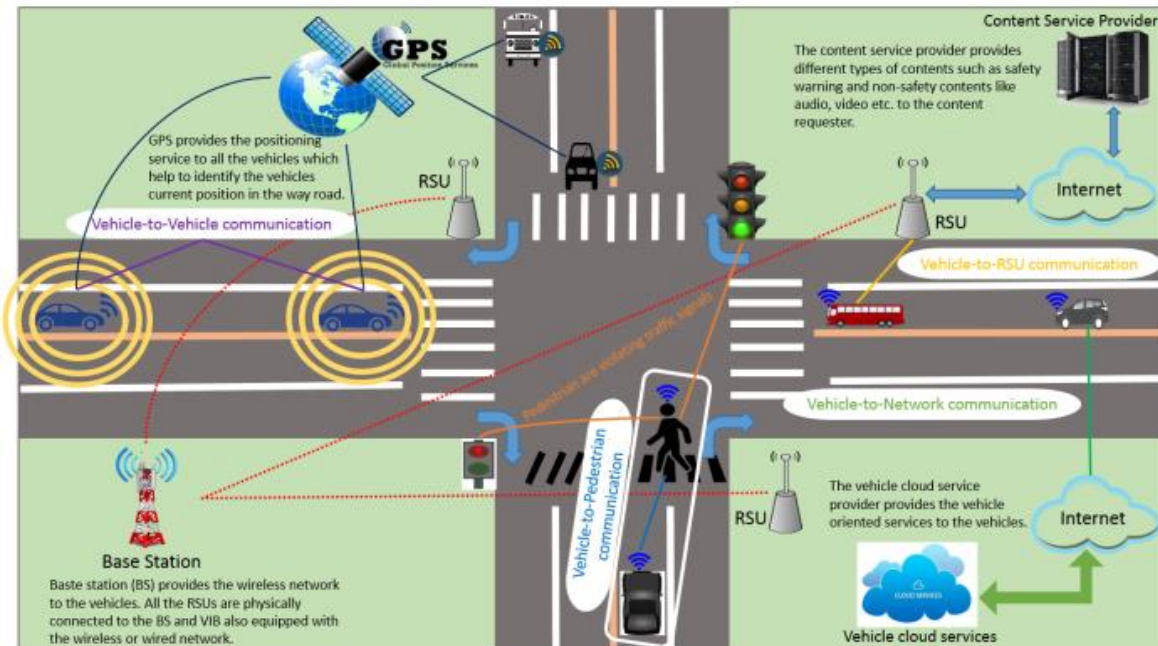 GPS
Global Position Services
GPS provides the positioning
service to all the vehicles which
help to identify the vehicles
current position in the way road.
RSU
Vehicle-to-Vehicle communication
Content Service Provider
The content service provider provides
different types of contents such as safety
warning and non-safety contents like
audio, video etc. to the content
requester.
Internet
RSU
Vehicle-to-RSU communication
Pedestrian are violating traffic signals
Vehicle-to-Network communication
Vehicle-to-Pedestrian
communication
Base Station
Baste station (BS) provides the wireless network
to the vehicles. All the RSUs are physically
connected to the BS and VIB also equipped with
the wireless or wired network.
RSU
The vehicle cloud service
provider provides the vehicle
oriented services to the vehicles.
Internet
CLOUD SERVICES
Vehicle cloud services